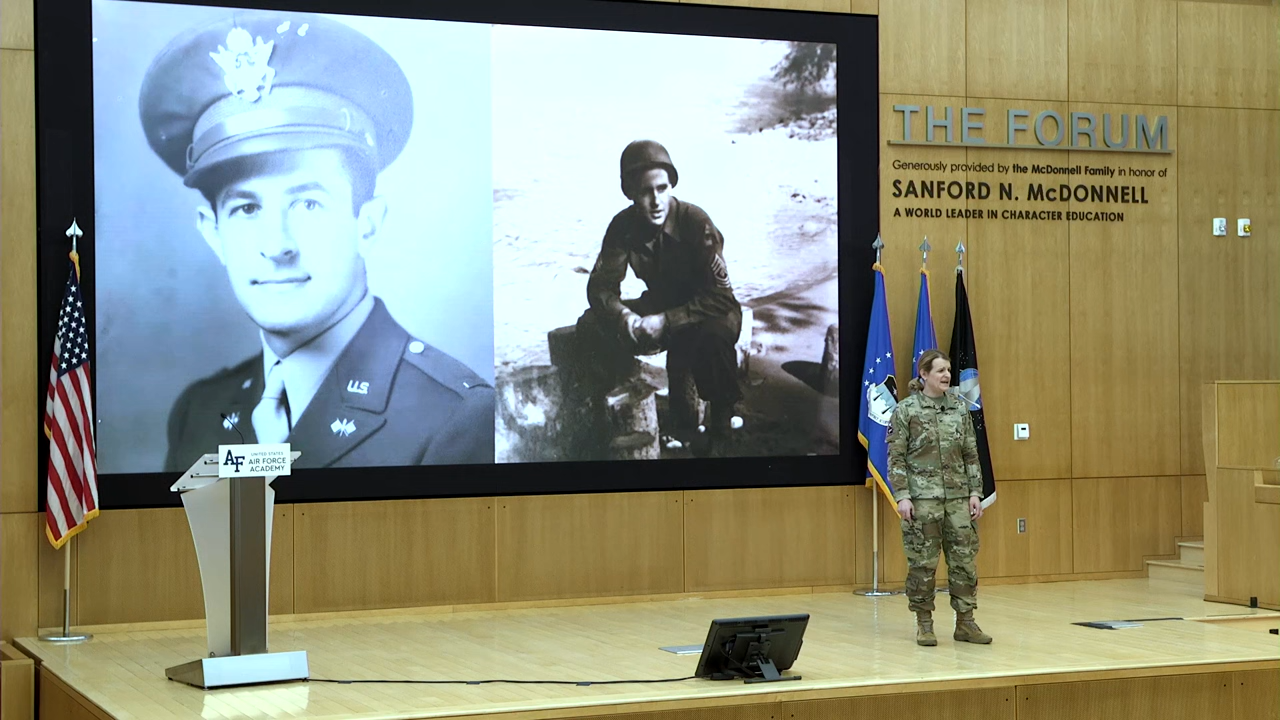 THE FORUM
Generously provided by the McDonnell Family in honor of
SANFORD N. McDONNELL
A WORLD LEADER IN CHARACTER EDUCATION
U.S.
AF
UNITED STATES
AIR FORCE
ACADEMY